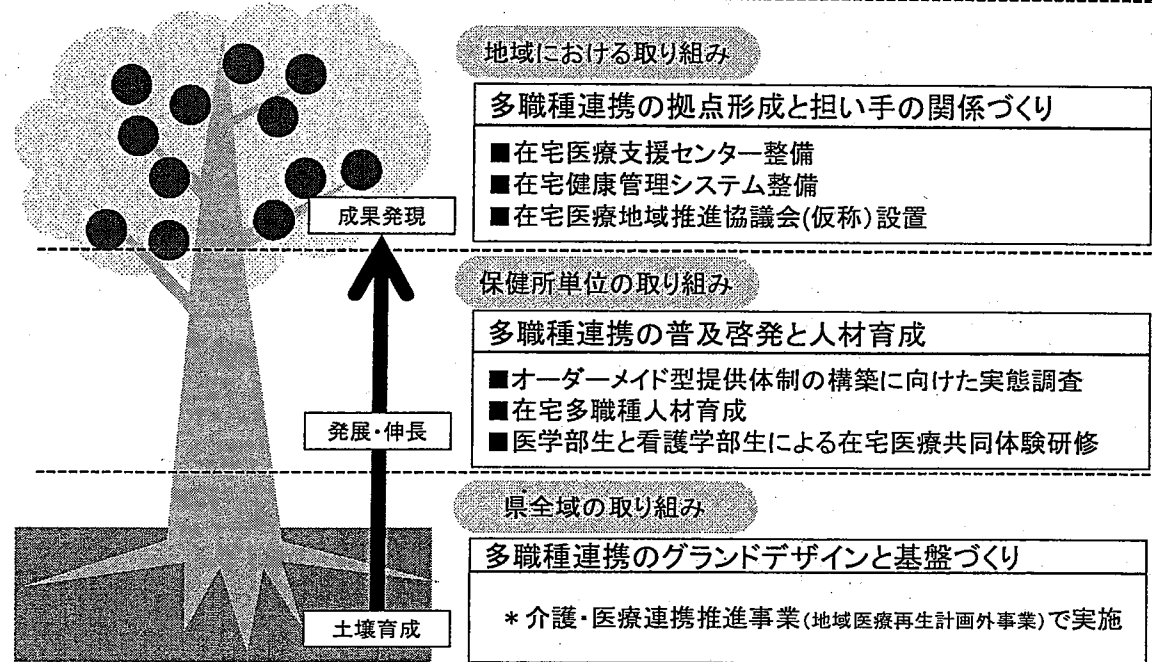 地域における取り組み
多職種連携の拠点形成と担い手の関係づくり
■在宅医療支援センター整備
■在宅健康管理システム整備
■在宅医療地域推進協議会(仮称)設置
成果発現
保健所単位の取り組み
多職種連携の普及啓発と人材育成
■オーダーメイド型提供体制の構築に向けた実態調査
■在宅多職種人材育成
■医学部生と看護学部生による在宅医療共同体験研修
発展・伸長
県全域の取り組み
多職種連携のグランドデザインと基盤づくり
＊介護・医療連携推進事業(地域医療再生計画外事業)で実施
土壌育成